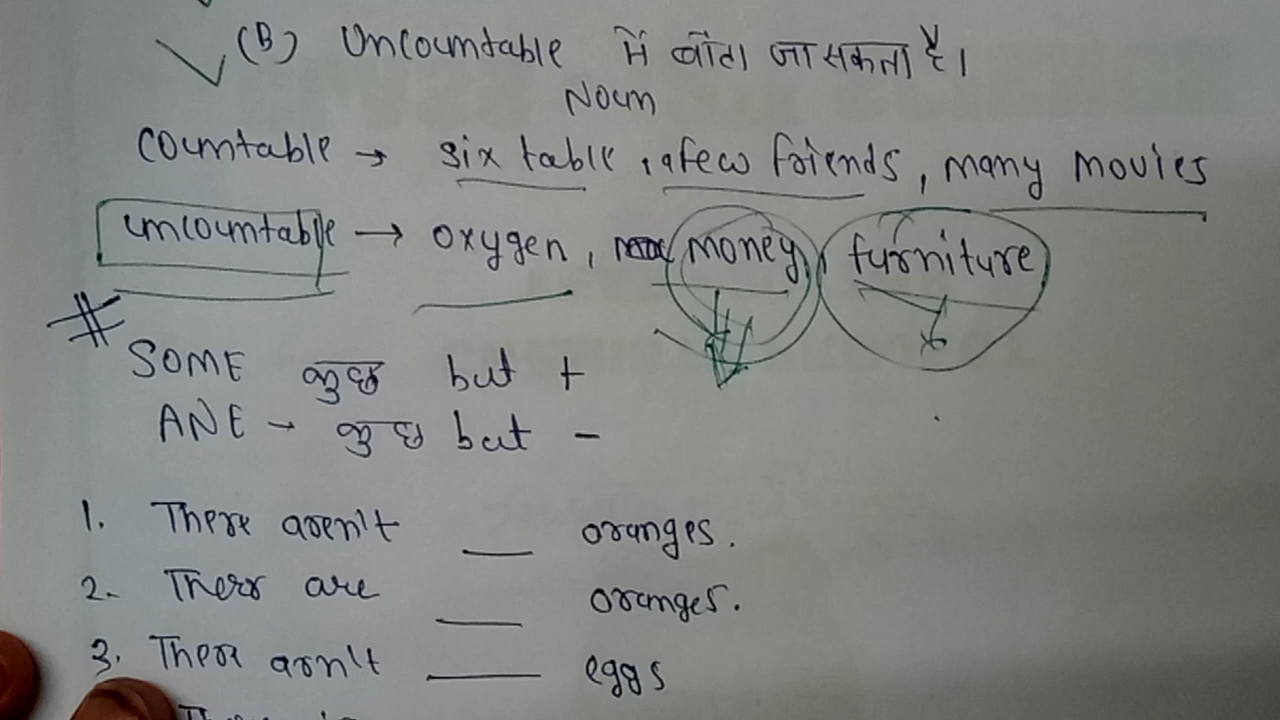 (B) Uncountable में बाँटा जा सकता है।
Noun
Countable → six table, a few friends, many movies
uncountable → oxygen, money, furniture
# SOME कुछ but +
ANE → कुछ but -
1. There aren't ___ oranges.
2. There are ___ oranges.
3. There arn't ___ eggs